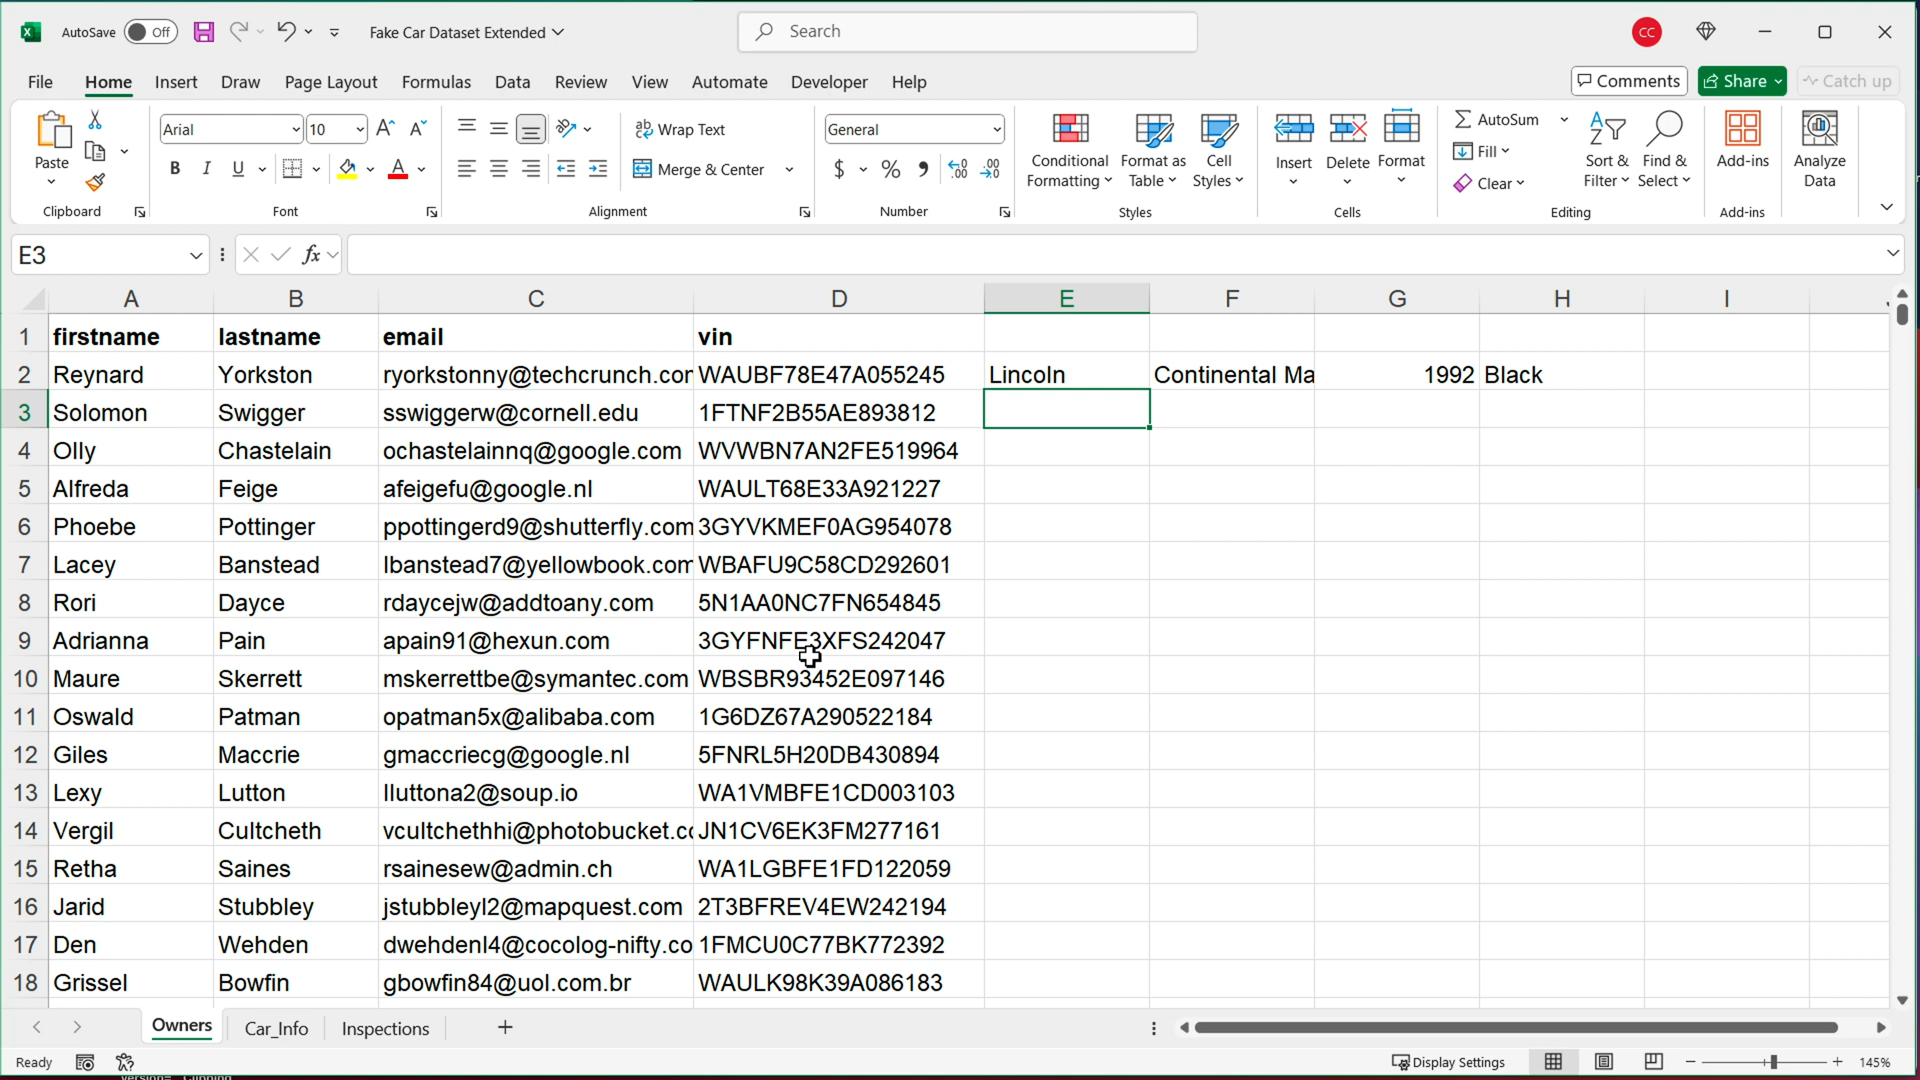 AutoSave Off Fake Car Dataset Extended Search CC
File Home Insert Draw Page Layout Formulas Data Review View Automate Developer Help Comments Share Catch up
Paste
Clipboard
Arial 10
B I U
Font
Wrap Text
Merge & Center
Alignment
General
$ %
Number
Conditional Formatting
Format as Table
Cell Styles
Styles
Insert Delete Format
Cells
AutoSum
Fill
Clear
Sort & Filter
Find & Select
Editing
Add-ins
Add-ins
Analyze Data
E3 fx
A B C D E F G H I
1 firstname lastname email vin
2 Reynard Yorkston ryorkstonny@techcrunch.con WAUBF78E47A055245 Lincoln Continental Ma 1992 Black
3 Solomon Swigger sswiggerw@cornell.edu 1FTNF2B55AE893812
4 Olly Chastelain ochastelainnq@google.com WVWBN7AN2FE519964
5 Alfreda Feige afeigefu@google.nl WAULT68E33A921227
6 Phoebe Pottinger ppottingerd9@shutterfly.com 3GYVKMEF0AG954078
7 Lacey Banstead lbanstead7@yellowbook.com WBAFU9C58CD292601
8 Rori Dayce rdaycejw@addtoany.com 5N1AA0NC7FN654845
9 Adrianna Pain apain91@hexun.com 3GYFNFE3XFS242047
10 Maure Skerrett mskerrettbe@symantec.com WBSBR93452E097146
11 Oswald Patman opatman5x@alibaba.com 1G6DZ67A290522184
12 Giles Maccrie gmaccriecg@google.nl 5FNRL5H20DB430894
13 Lexy Lutton lluttona2@soup.io WA1VMBFE1CD003103
14 Vergil Cultcheth vcultchethhi@photobucket.c JN1CV6EK3FM277161
15 Retha Saines rsainesew@admin.ch WA1LGBFE1FD122059
16 Jarid Stubbley jstubbleyl2@mapquest.com 2T3BFREV4EW242194
17 Den Wehden dwehdenl4@cocolog-nifty.co 1FMCU0C77BK772392
18 Grissel Bowfin gbowfin84@uol.com.br WAULK98K39A086183
Owners Car_Info Inspections
Ready Display Settings 145%